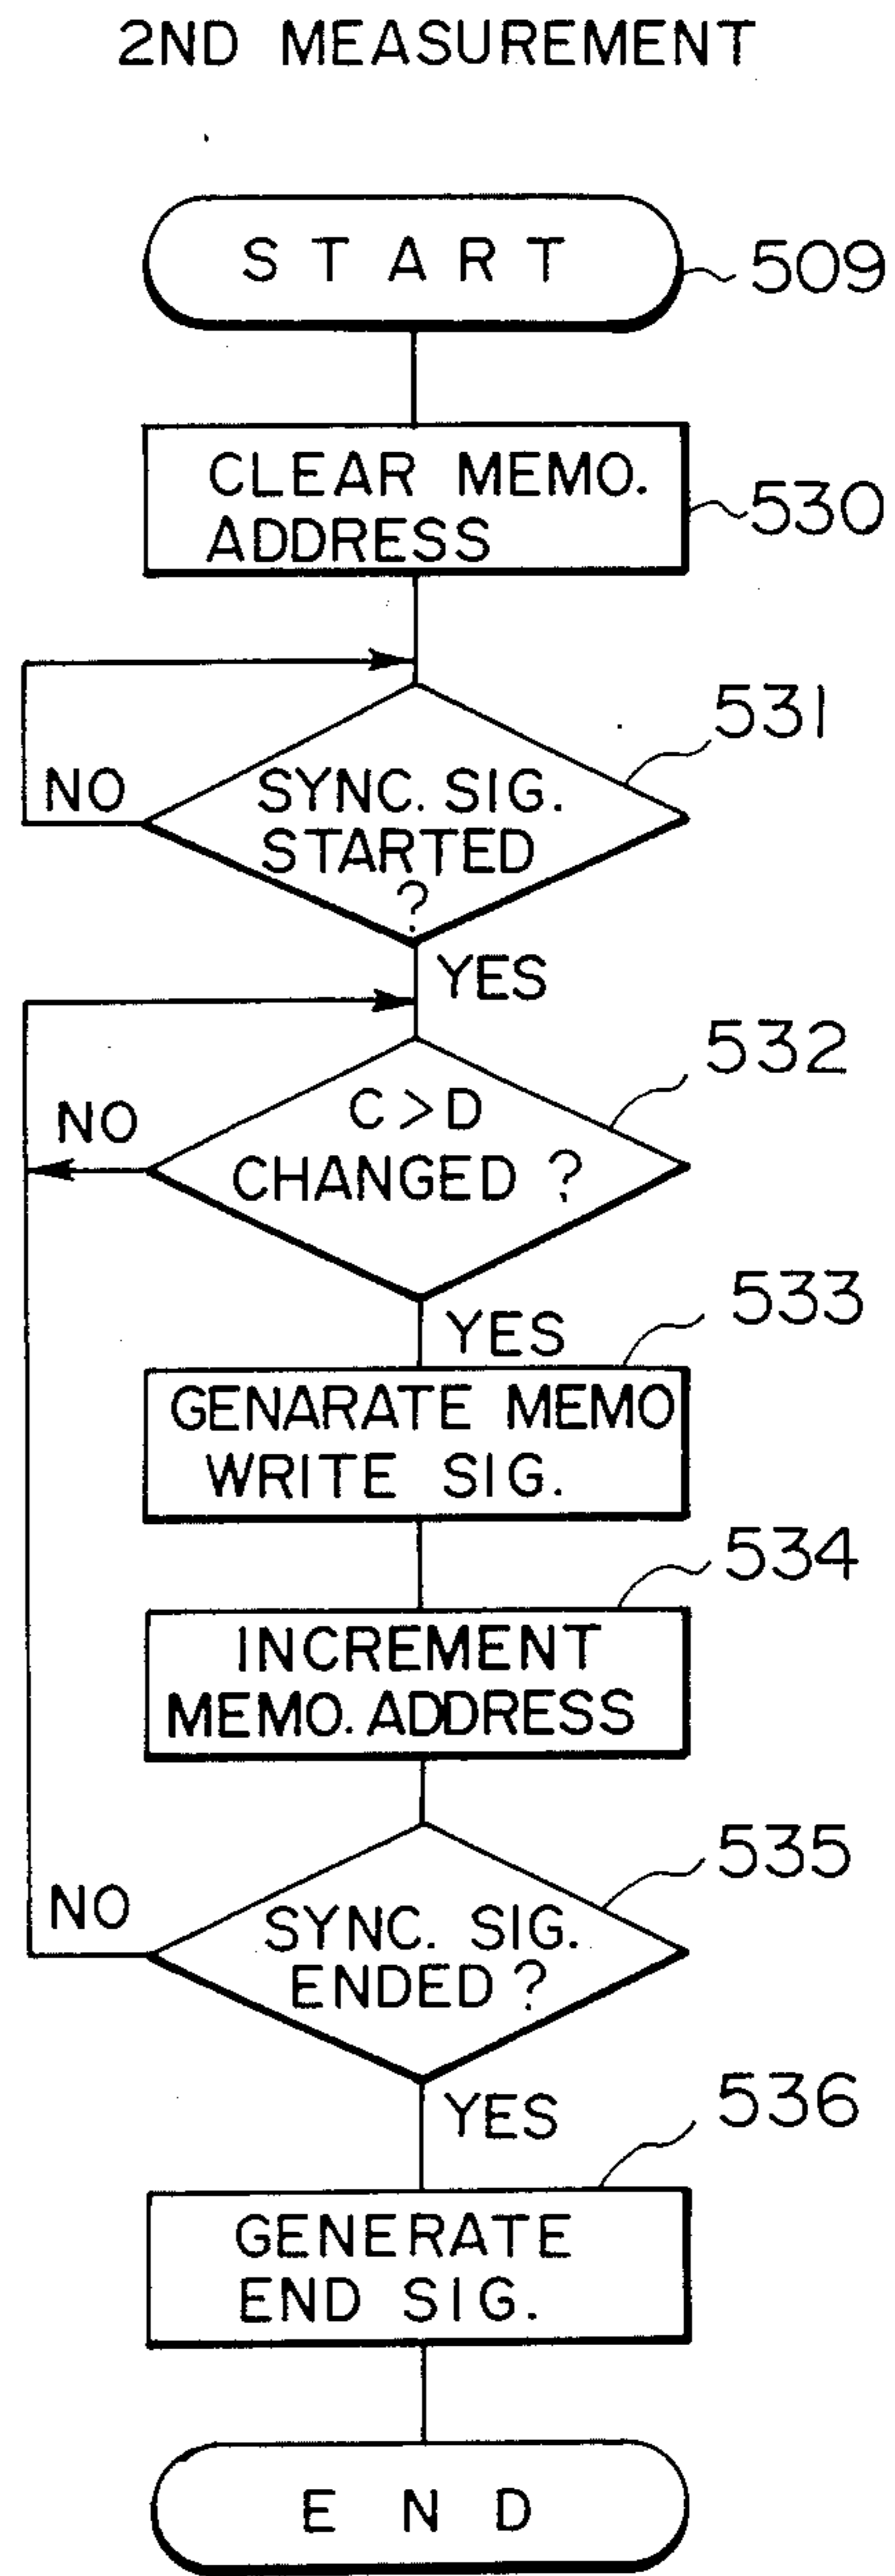 2ND MEASUREMENT
START
509
CLEAR MEMO.
ADDRESS
530
531
NO
SYNC. SIG.
STARTED
?
YES
532
NO
C>D
CHANGED ?
533
YES
GENARATE MEMO
WRITE SIG.
534
INCREMENT
MEMO. ADDRESS
535
NO
SYNC. SIG.
ENDED ?
YES
536
GENERATE
END SIG.
END